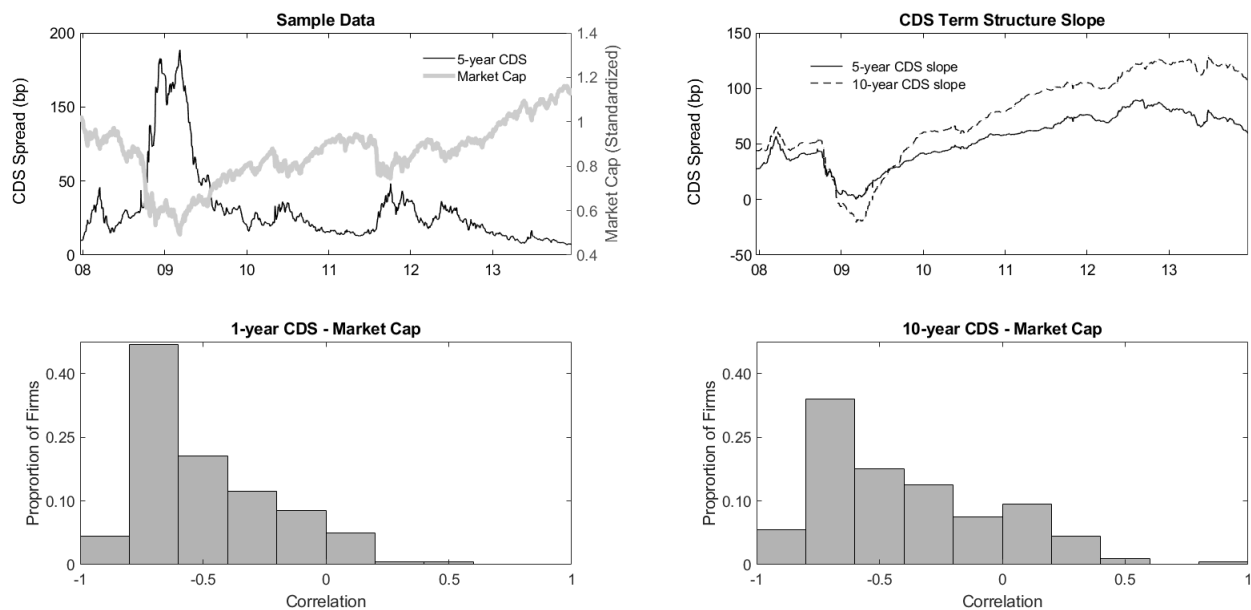 Sample Data
200
150
100
50
0
CDS Spread (bp)
5-year CDS
Market Cap
1.4
1.2
1
0.8
0.6
0.4
Market Cap (Standardized)
08 09 10 11 12 13
CDS Term Structure Slope
150
100
50
0
-50
CDS Spread (bp)
5-year CDS slope
10-year CDS slope
08 09 10 11 12 13
1-year CDS - Market Cap
0.40
0.25
0.10
0
Proprortion of Firms
-1 -0.5 0 0.5 1
Correlation
10-year CDS - Market Cap
0.40
0.25
0.10
0
Proprortion of Firms
-1 -0.5 0 0.5 1
Correlation